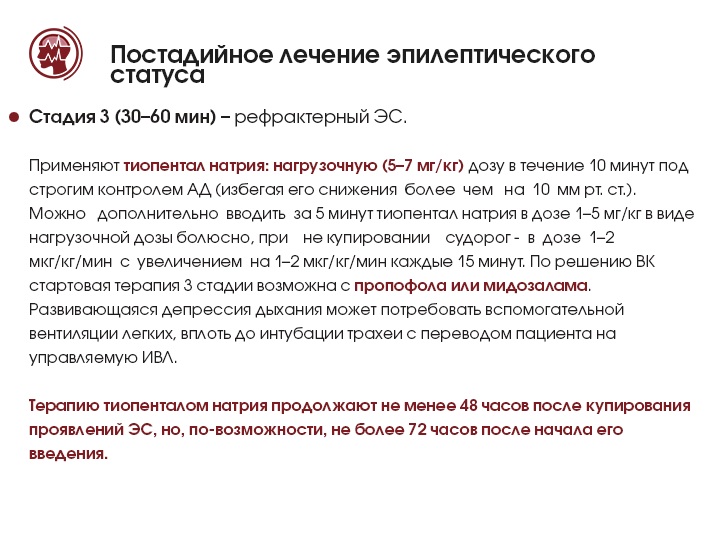 Постадийное лечение эпилептического
статуса
Стадия 3 (30–60 мин) – рефрактерный ЭС.
Применяют тиопентал натрия: нагрузочную (5–7 мг/кг) дозу в течение 10 минут под
строгим контролем АД (избегая его снижения более чем на 10 мм рт. ст.).
Можно дополнительно вводить за 5 минут тиопентал натрия в дозе 1–5 мг/кг в виде
нагрузочной дозы болюсно, при не купировании судорог - в дозе 1–2
мкг/кг/мин с увеличением на 1–2 мкг/кг/мин каждые 15 минут. По решению ВК
стартовая терапия 3 стадии возможна с пропофола или мидозалама.
Развивающаяся депрессия дыхания может потребовать вспомогательной
вентиляции легких, вплоть до интубации трахеи с переводом пациента на
управляемую ИВЛ.
Терапию тиопенталом натрия продолжают не менее 48 часов после купирования
проявлений ЭС, но, по-возможности, не более 72 часов после начала его
введения.